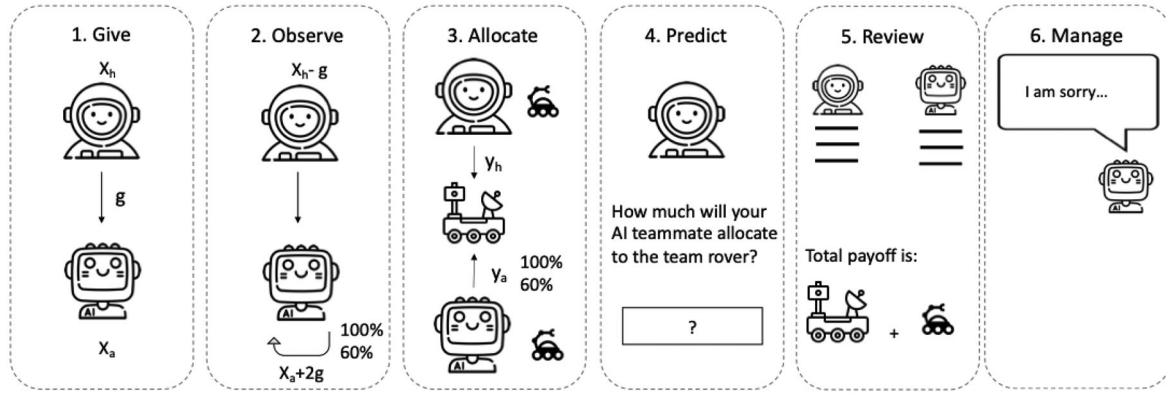 1. Give
Xₕ
g
AI
Xₐ
2. Observe
Xₕ- g
AI
100%
60%
Xₐ+2g
3. Allocate
yₕ
yₐ
100%
60%
AI
4. Predict
How much will your
AI teammate allocate
to the team rover?
?
5. Review
AI
Total payoff is:
+
6. Manage
I am sorry...
AI